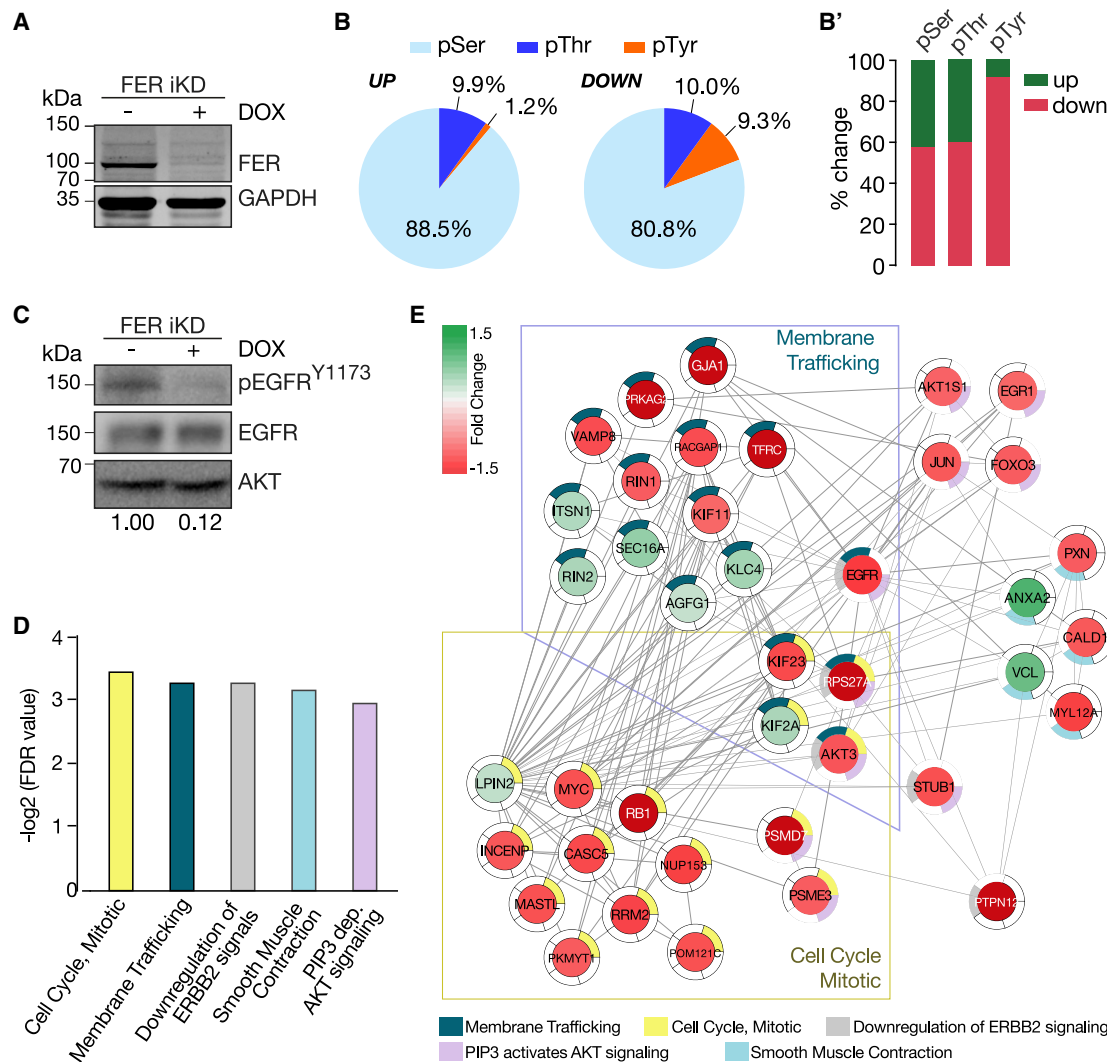 A
FER iKD
kDa
-
+
DOX
150
100
70
35
FER
GAPDH
B
pSer
pThr
pTyr
UP
9.9%
1.2%
88.5%
DOWN
10.0%
9.3%
80.8%
B'
pSer
pThr
pTyr
100
80
60
40
20
0
% change
up
down
C
FER iKD
kDa
-
+
DOX
150
pEGFR Y1173
150
EGFR
70
AKT
1.00
0.12
D
4
3
2
1
0
-log2 (FDR value)
Cell Cycle, Mitotic
Membrane Trafficking
Downregulation of
ERBB2 signals
Smooth Muscle
Contraction
PIP3 dep.
AKT signaling
E
1.5
Fold Change
-1.5
Membrane
Trafficking
GJA1
PRKAG2
VAMP8
RACGAP1
TFRC
RIN1
ITSN1
KIF11
SEC16A
RIN2
KLC4
AGFG1
EGFR
AKT1S1
EGR1
JUN
FOXO3
PXN
ANXA2
CALD1
VCL
MYL12A
KIF23
RPS27A
KIF2A
AKT3
STUB1
LPIN2
MYC
RB1
PSMD7
INCENP
CASC5
NUP153
MASTL
RRM2
PSME3
PTPN12
PKMYT1
POM121C
Cell Cycle
Mitotic
Membrane Trafficking
Cell Cycle, Mitotic
Downregulation of ERBB2 signaling
PIP3 activates AKT signaling
Smooth Muscle Contraction